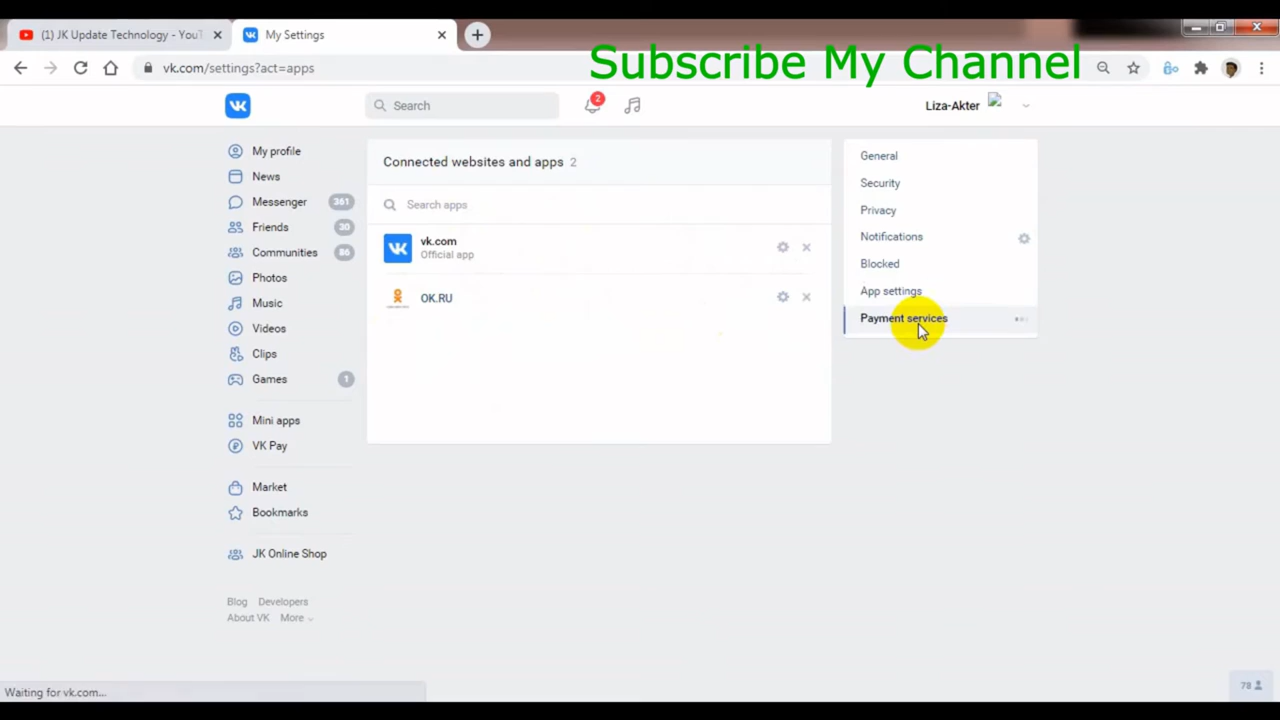 (1) JK Update Technology - YouT
My Settings
vk.com/settings?act=apps
Subscribe My Channel
Search
2
Liza-Akter
My profile
News
Messenger 361
Friends 30
Communities 86
Photos
Music
Videos
Clips
Games 1
Mini apps
VK Pay
Market
Bookmarks
JK Online Shop
Blog Developers
About VK More
Connected websites and apps 2
Search apps
vk.com
Official app
OK.RU
General
Security
Privacy
Notifications
Blocked
App settings
Payment services
Waiting for vk.com...
78